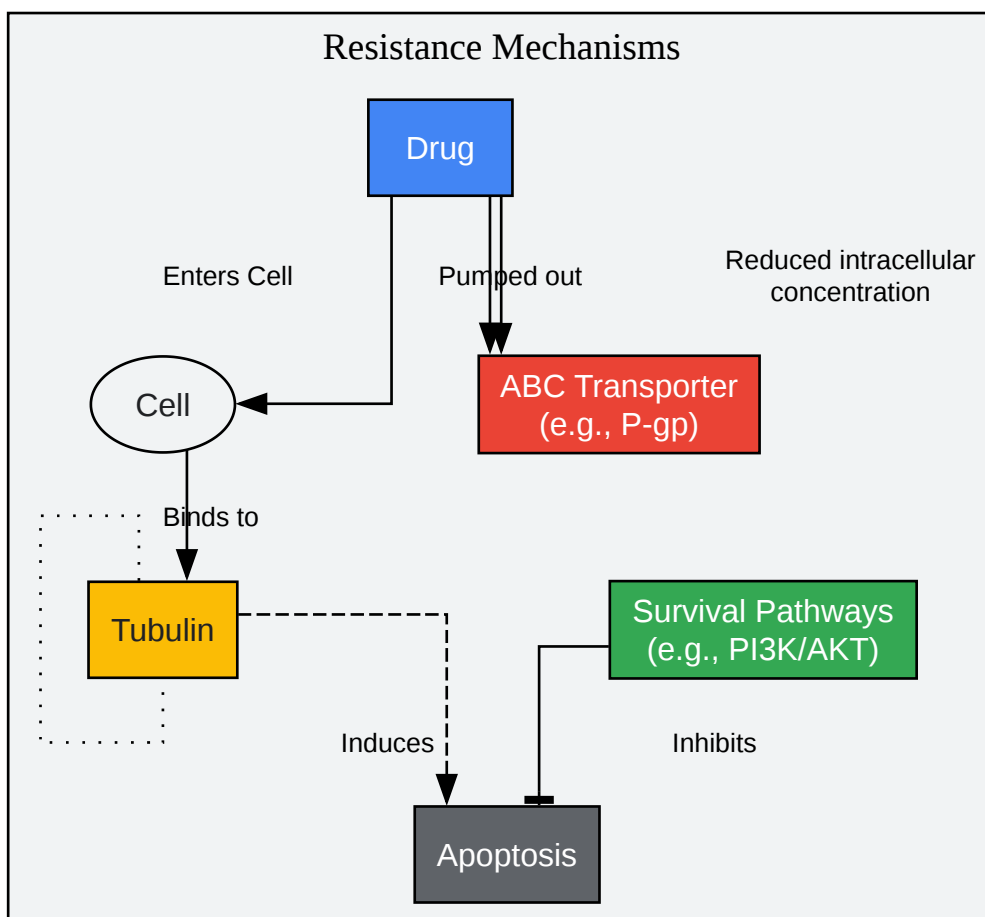 Resistance Mechanisms
Drug
Enters Cell
Pumped out
Reduced intracellular
concentration
Cell
ABC Transporter
(e.g., P-gp)
Binds to
Tubulin
Survival Pathways
(e.g., PI3K/AKT)
Induces
Inhibits
Apoptosis